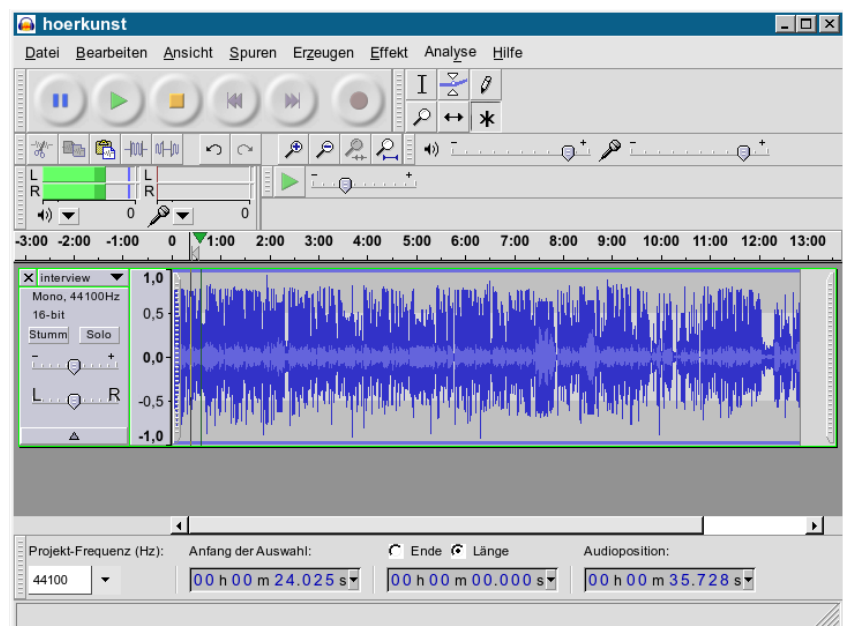 hoerkunst
Datei Bearbeiten Ansicht Spuren Erzeugen Effekt Analyse Hilfe
L L
R R
0 0
-3:00 -2:00 -1:00 0 1:00 2:00 3:00 4:00 5:00 6:00 7:00 8:00 9:00 10:00 11:00 12:00 13:00
X interview 1,0
Mono, 44100Hz
16-bit 0,5
Stumm Solo
- + 0,0
L R -0,5
-1,0
Projekt-Frequenz (Hz): Anfang der Auswahl: Ende Länge Audioposition:
44100 00 h 00 m 24.025 s 00 h 00 m 00.000 s 00 h 00 m 35.728 s